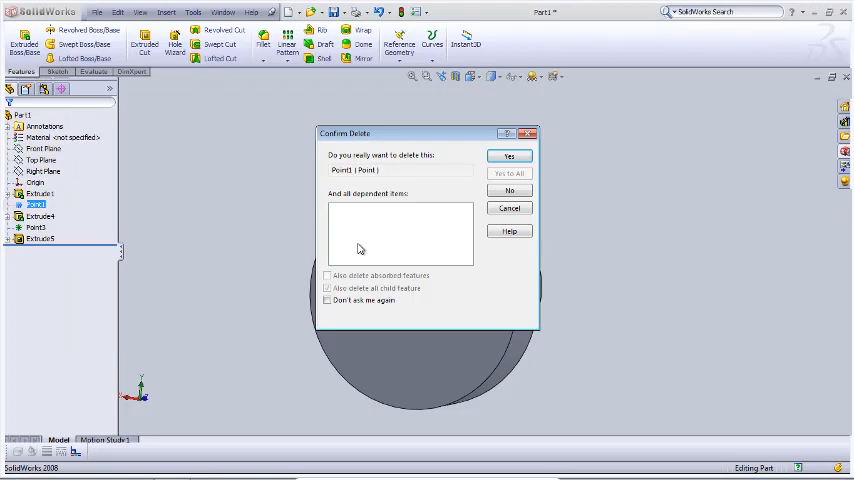 SolidWorks File Edit View Insert Tools Window Help Part1 * SolidWorks Search
Extruded Boss/Base Revolved Boss/Base Swept Boss/Base Lofted Boss/Base Extruded Cut Hole Wizard Revolved Cut Swept Cut Lofted Cut Fillet Linear Pattern Rib Draft Shell Wrap Dome Mirror Reference Geometry Curves Instant3D
Features Sketch Evaluate DimXpert
Part1
Annotations
Material <not specified>
Front Plane
Top Plane
Right Plane
Origin
Extrude1
Point1
Extrude4
Point3
Extrude5
Confirm Delete
Do you really want to delete this:
Point1 ( Point )
And all dependent items:
Yes
Yes to All
No
Cancel
Help
Also delete absorbed features
Also delete all child feature
Don't ask me again
Y
Model Motion Study 1
SolidWorks 2008 Editing Part